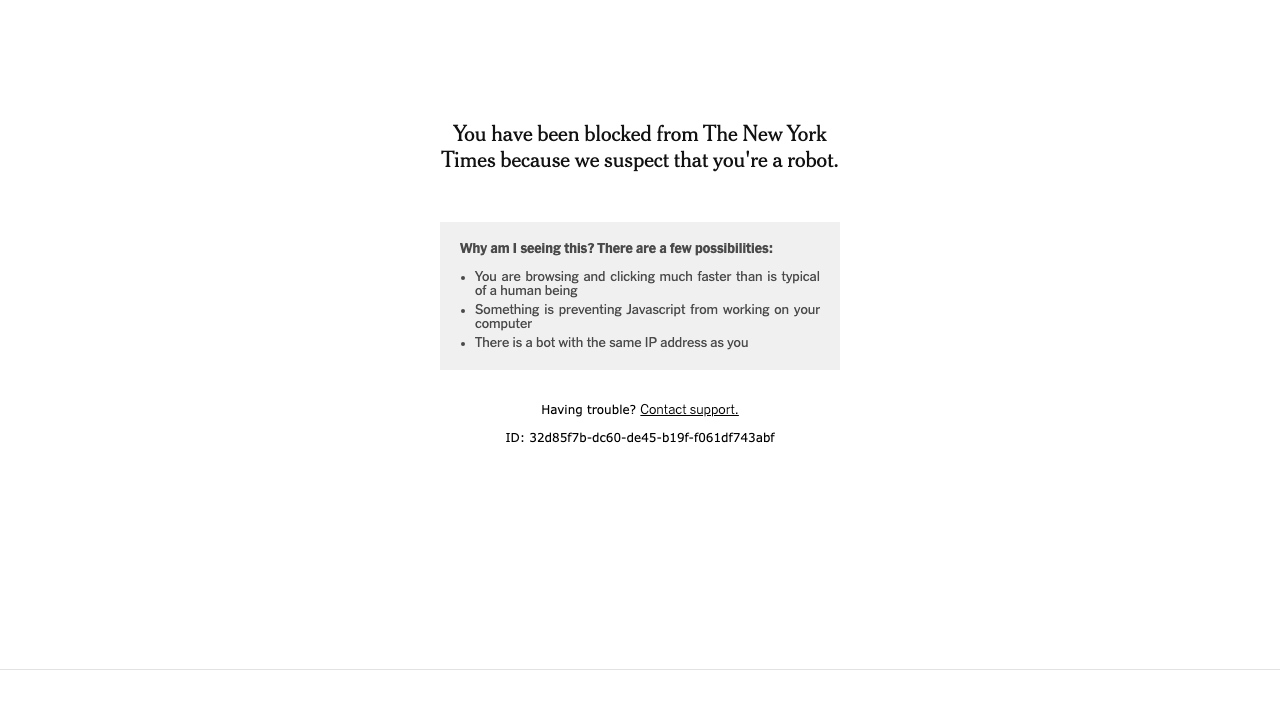 You have been blocked from The New York
Times because we suspect that you're a robot.
Why am I seeing this? There are a few possibilities:
• You are browsing and clicking much faster than is typical
of a human being
• Something is preventing Javascript from working on your
computer
• There is a bot with the same IP address as you
Having trouble? Contact support.
ID: 32d85f7b-dc60-de45-b19f-f061df743abf